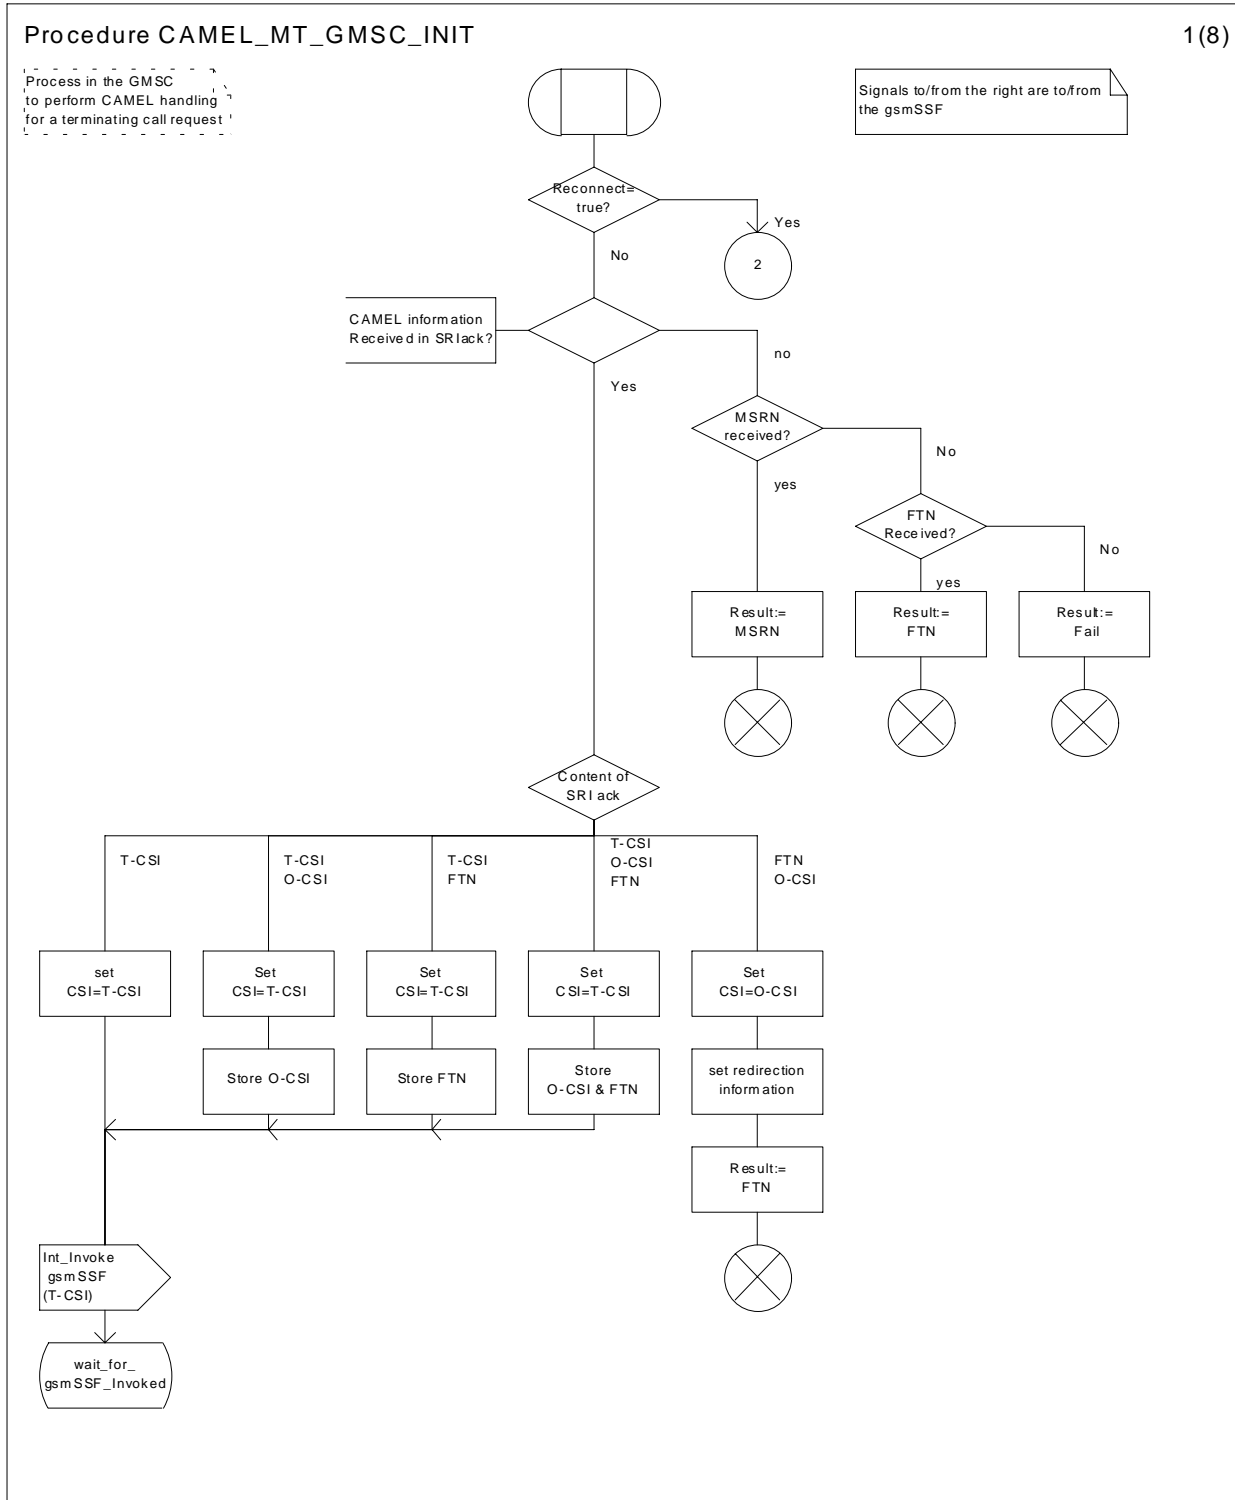 Procedure CAMEL_MT_GMSC_INIT
1(8)
Process in the GMSC
to perform CAMEL handling
for a terminating call request
Signals to/from the right are to/from
the gsmSSF
Reconnect=
true?
Yes
2
No
CAMEL information
Received in SRIack?
no
Yes
MSRN
received?
No
yes
FTN
Received?
No
yes
Result:=
MSRN
Result:=
FTN
Result:=
Fail
Content of
SRI ack
T-CSI
T-CSI
O-CSI
T-CSI
FTN
T-CSI
O-CSI
FTN
FTN
O-CSI
set
CSI=T-CSI
Set
CSI=T-CSI
Set
CSI=T-CSI
Set
CSI=T-CSI
Set
CSI=O-CSI
Store O-CSI
Store FTN
Store
O-CSI & FTN
set redirection
information
Result:=
FTN
Int_Invoke
gsmSSF
(T-CSI)
wait_for_
gsmSSF_Invoked